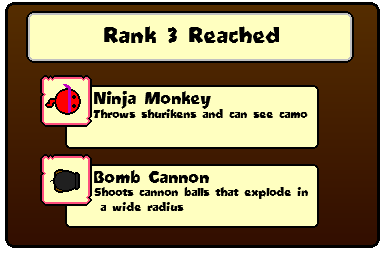 Rank 3 Reached
Ninja Monkey
Throws shurikens and can see camo
Bomb Cannon
Shoots cannon balls that explode in
a wide radius